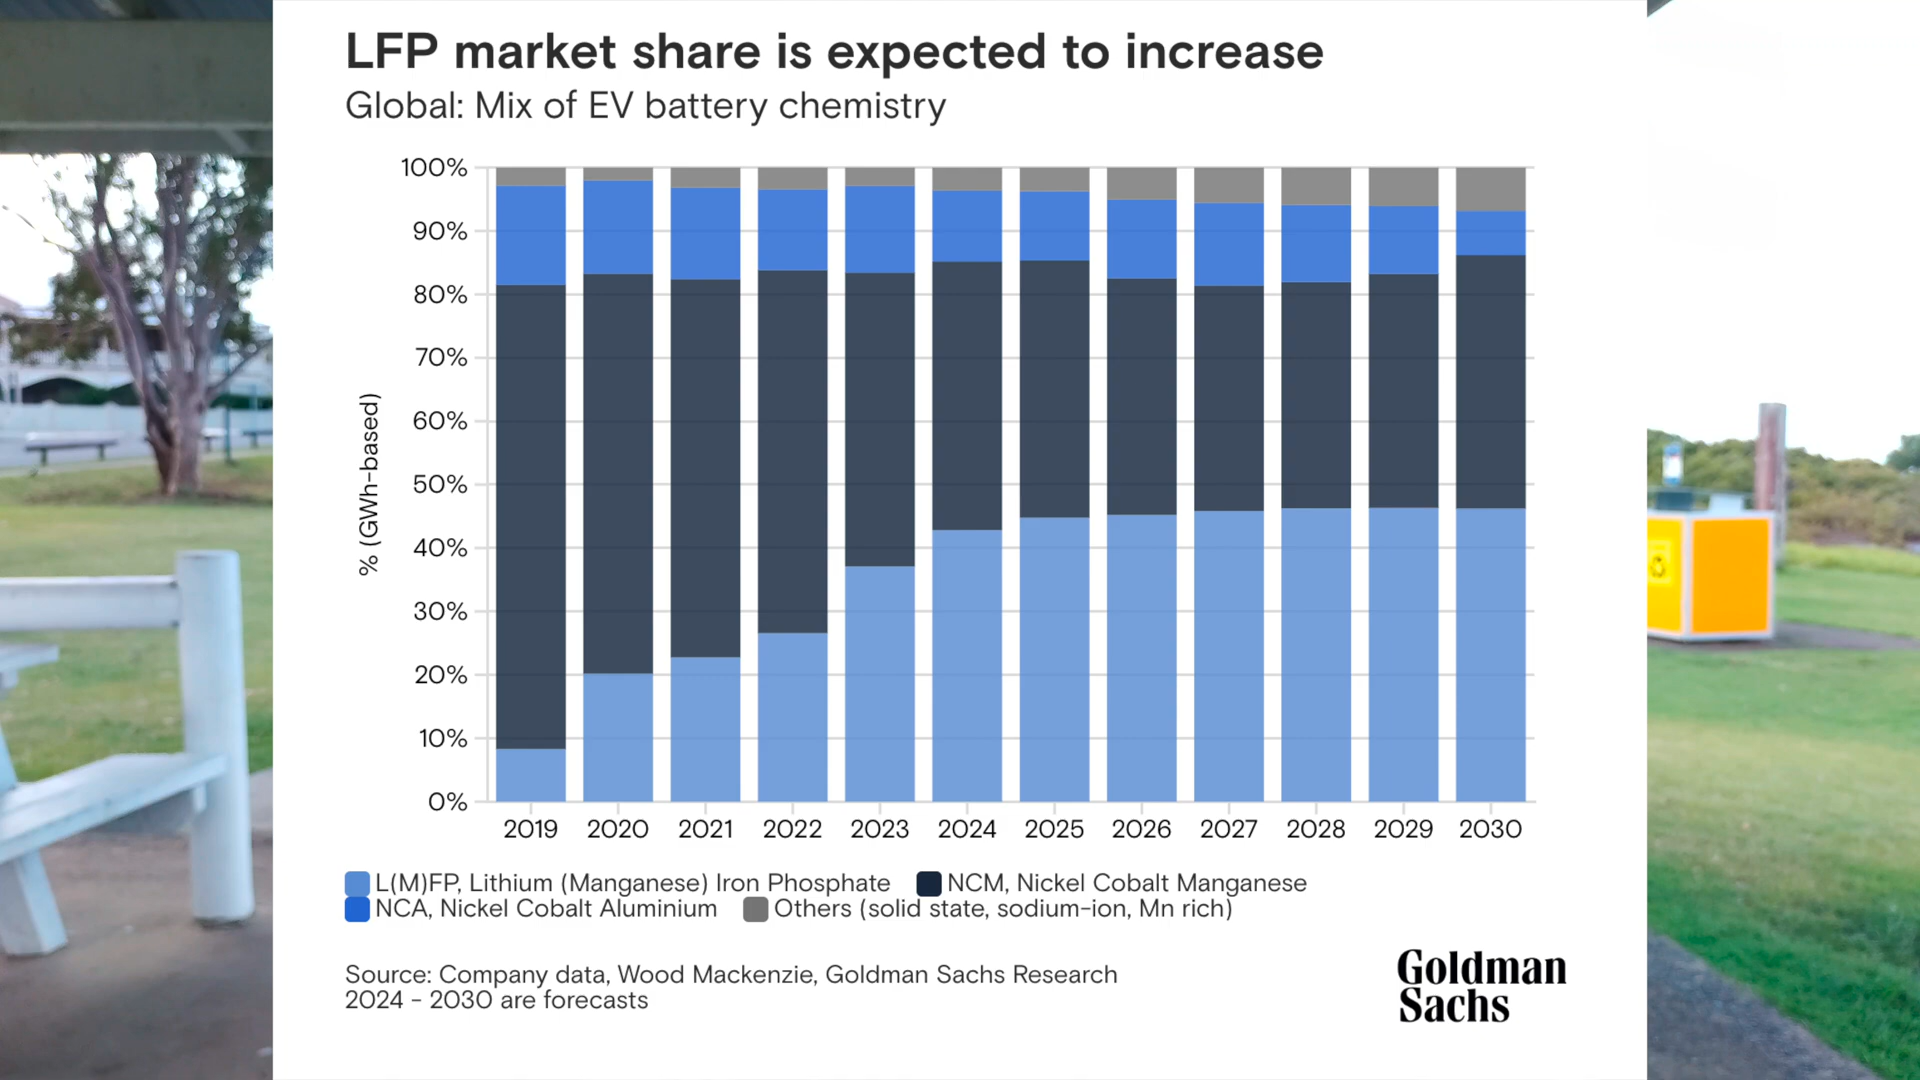 LFP market share is expected to increase
Global: Mix of EV battery chemistry
% (GWh-based)
100%
90%
80%
70%
60%
50%
40%
30%
20%
10%
0%
2019 2020 2021 2022 2023 2024 2025 2026 2027 2028 2029 2030
L(M)FP, Lithium (Manganese) Iron Phosphate NCM, Nickel Cobalt Manganese
NCA, Nickel Cobalt Aluminium Others (solid state, sodium-ion, Mn rich)
Source: Company data, Wood Mackenzie, Goldman Sachs Research
2024 - 2030 are forecasts
Goldman
Sachs